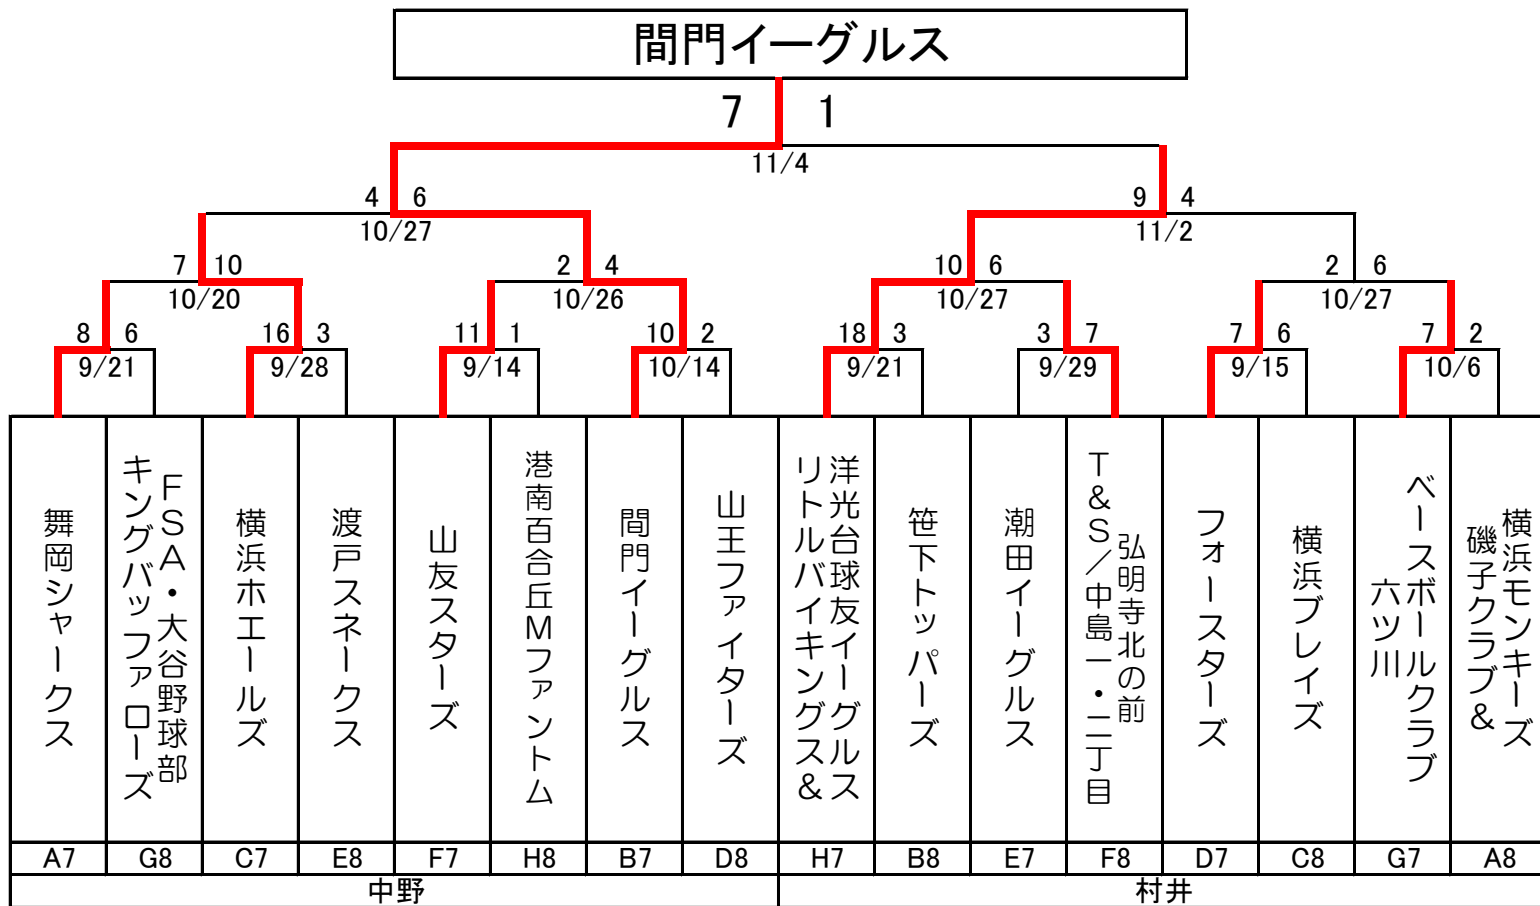 間門イーグルス
7 1
11/4
4 6 9 4
10/27 11/2
7 10 2 4 10 6 2 6
10/20 10/26 10/27 10/27
8 6 16 3 11 1 10 2 18 3 3 7 7 6 7 2
9/21 9/28 9/14 10/14 9/21 9/29 9/15 10/6
舞岡シャークス
FSA・大谷野球部
キングバッファローズ
横浜ホエールズ
渡戸スネークス
山友スターズ
港南百合丘Mファントム
間門イーグルス
山王ファイターズ
洋光台球友イーグルス
リトルバイキングス&
笹下トッパーズ
潮田イーグルス
弘明寺北の前
T&S/中島一・二丁目
フォースターズ
横浜ブレイズ
ベースボールクラブ
六ツ川
横浜モンキーズ
磯子クラブ&
A7 G8 C7 E8 F7 H8 B7 D8 H7 B8 E7 F8 D7 C8 G7 A8
中野 村井